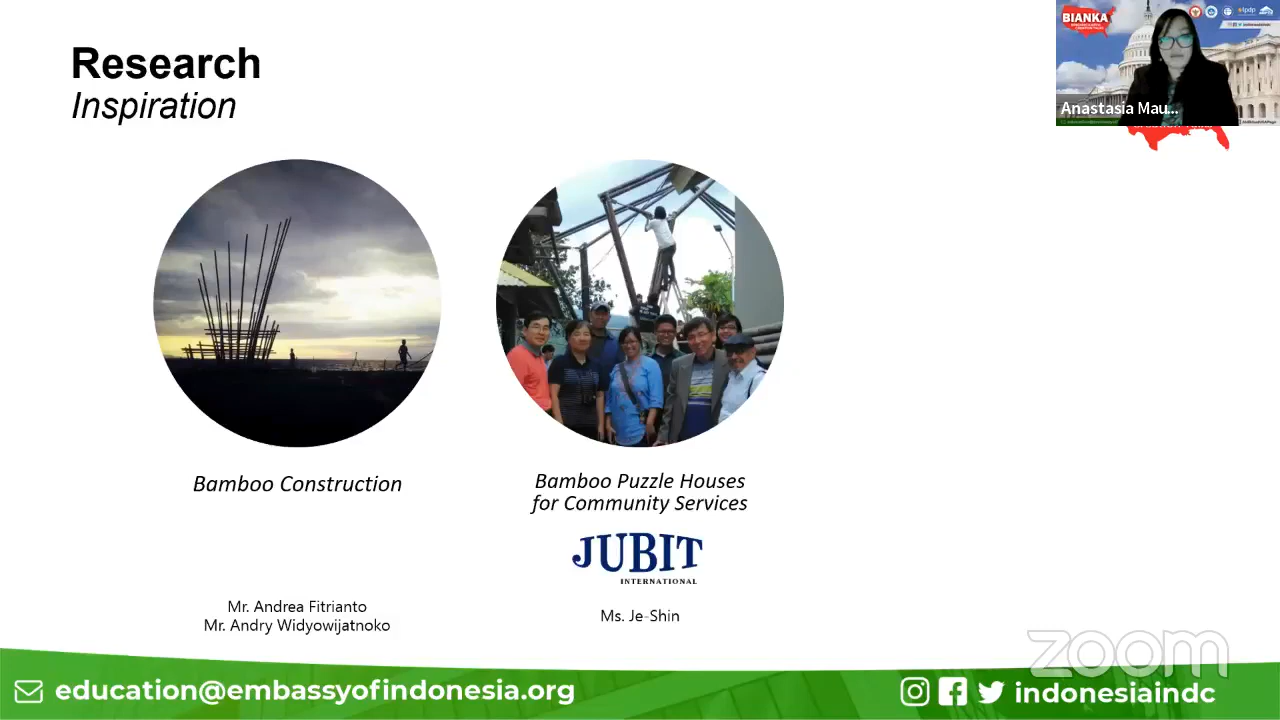 Research
Inspiration
BIANKA
Anastasia Mau...
Bamboo Construction
Bamboo Puzzle Houses
for Community Services
JUBIT
INTERNATIONAL
Mr. Andrea Fitrianto
Mr. Andry Widyowijatnoko
Ms. Je-Shin
zoom
education@embassyofindonesia.org
indonesiaindc